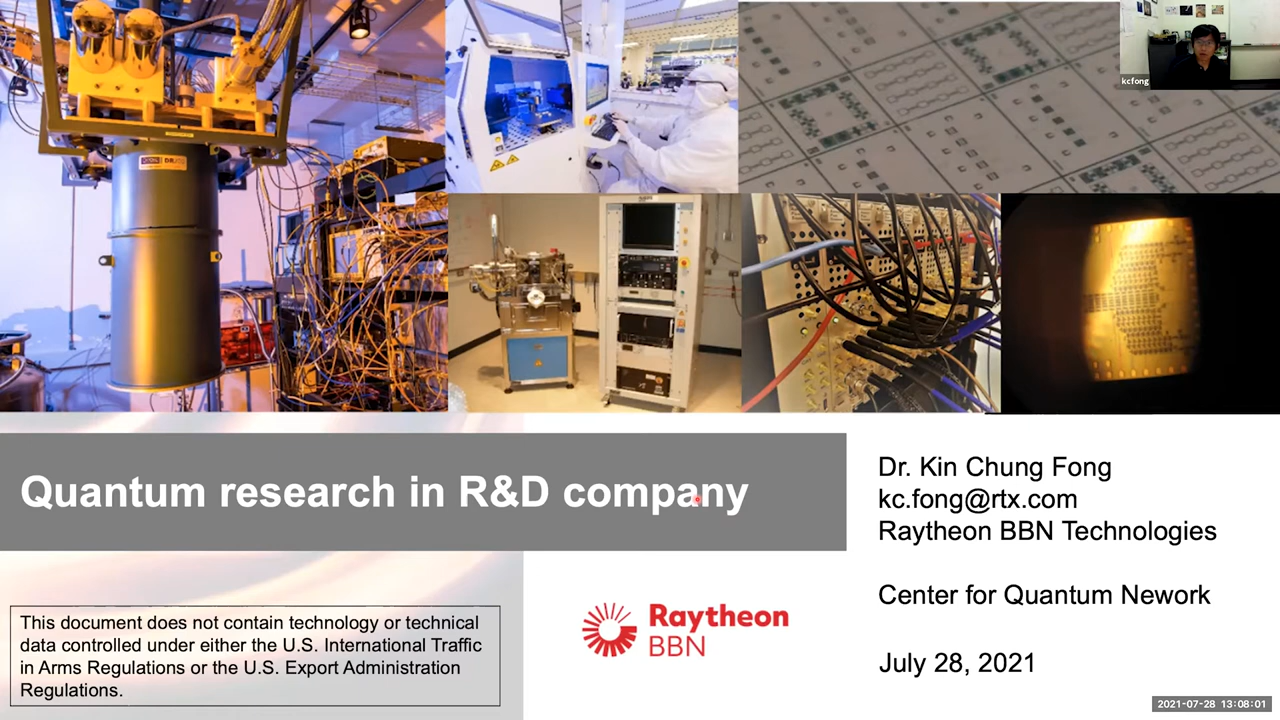 kcfong
Quantum research in R&D company
Dr. Kin Chung Fong
kc.fong@rtx.com
Raytheon BBN Technologies
Center for Quantum Nework
July 28, 2021
This document does not contain technology or technical
data controlled under either the U.S. International Traffic
in Arms Regulations or the U.S. Export Administration
Regulations.
Raytheon
BBN
2021-07-28 13:08:01